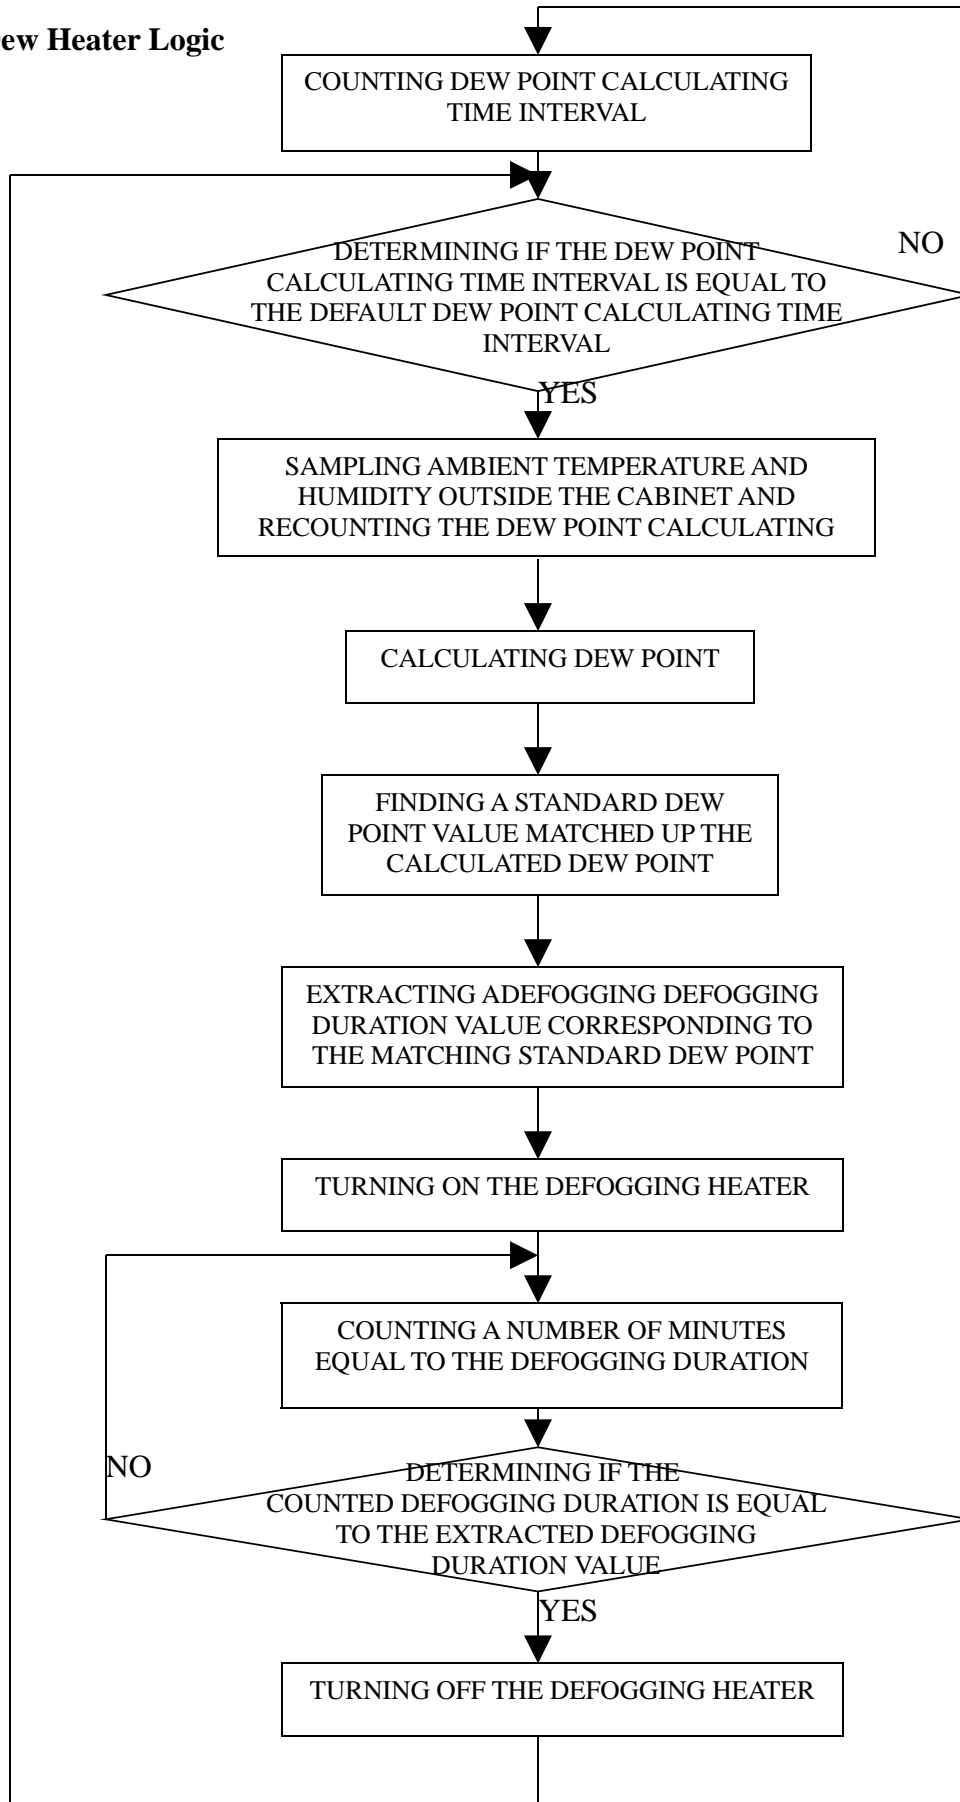 ew Heater Logic
COUNTING DEW POINT CALCULATING
TIME INTERVAL
DETERMINING IF THE DEW POINT
CALCULATING TIME INTERVAL IS EQUAL TO
THE DEFAULT DEW POINT CALCULATING TIME
INTERVAL
NO
YES
SAMPLING AMBIENT TEMPERATURE AND
HUMIDITY OUTSIDE THE CABINET AND
RECOUNTING THE DEW POINT CALCULATING
CALCULATING DEW POINT
FINDING A STANDARD DEW
POINT VALUE MATCHED UP THE
CALCULATED DEW POINT
EXTRACTING ADEFOGGING DEFOGGING
DURATION VALUE CORRESPONDING TO
THE MATCHING STANDARD DEW POINT
TURNING ON THE DEFOGGING HEATER
COUNTING A NUMBER OF MINUTES
EQUAL TO THE DEFOGGING DURATION
NO
DETERMINING IF THE
COUNTED DEFOGGING DURATION IS EQUAL
TO THE EXTRACTED DEFOGGING
DURATION VALUE
YES
TURNING OFF THE DEFOGGING HEATER